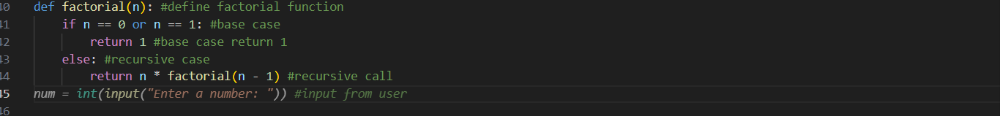 40 def factorial(n): #define factorial function
41 if n == 0 or n == 1: #base case
42 return 1 #base case return 1
43 else: #recursive case
44 return n * factorial(n - 1) #recursive call
45 num = int(input("Enter a number: ")) #input from user
46